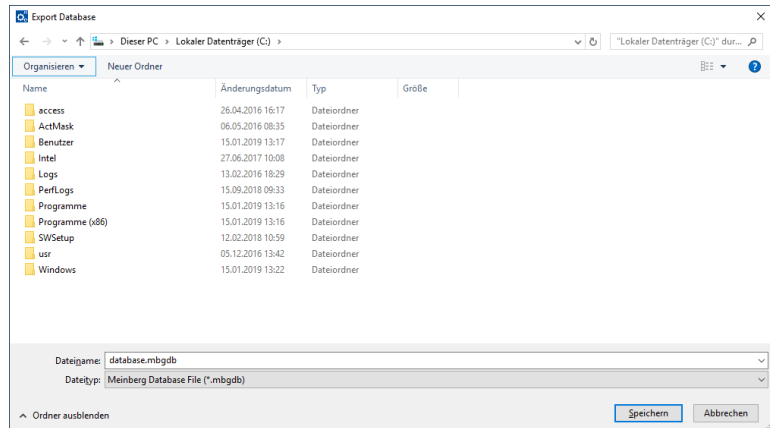 Export Database
Dieser PC > Lokaler Datenträger (C:) >
"Lokaler Datenträger (C:)" dur...
Organisieren
Neuer Ordner
Name Änderungsdatum Typ Größe
access 26.04.2016 16:17 Dateiordner
ActMask 06.05.2016 08:35 Dateiordner
Benutzer 15.01.2019 13:17 Dateiordner
Intel 27.06.2017 10:08 Dateiordner
Logs 13.02.2016 18:29 Dateiordner
PerfLogs 15.09.2018 09:33 Dateiordner
Programme 15.01.2019 13:16 Dateiordner
Programme (x86) 15.01.2019 13:16 Dateiordner
SWSetup 12.02.2018 10:59 Dateiordner
usr 05.12.2016 13:42 Dateiordner
Windows 15.01.2019 13:22 Dateiordner
Dateiname: database.mbgdb
Dateityp: Meinberg Database File (*.mbgdb)
Ordner ausblenden
Speichern
Abbrechen